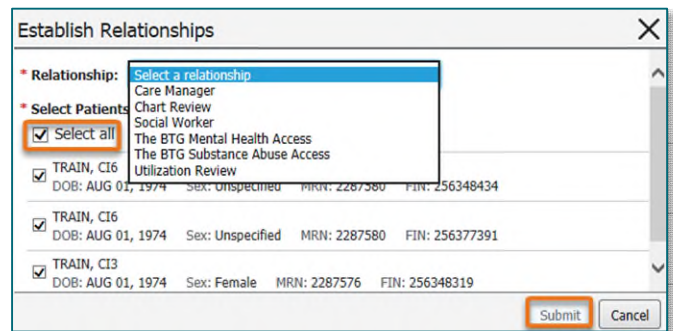 Establish Relationships
* Relationship: Select a relationship
Care Manager
* Select Patients Chart Review
Social Worker
Select all The BTG Mental Health Access
The BTG Substance Abuse Access
TRAIN, CI6 Utilization Review
DOB: AUG 01, 1974 Sex: Unspecified MRN: 2287580 FIN: 256348434
TRAIN, CI6
DOB: AUG 01, 1974 Sex: Unspecified MRN: 2287580 FIN: 256377391
TRAIN, CI3
DOB: AUG 01, 1974 Sex: Female MRN: 2287576 FIN: 256348319
Submit Cancel